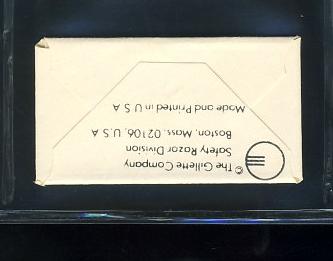 © The Gillette Company
Safety Razor Division
Boston, Mass. 02106, U.S.A
Made and Printed in U S A